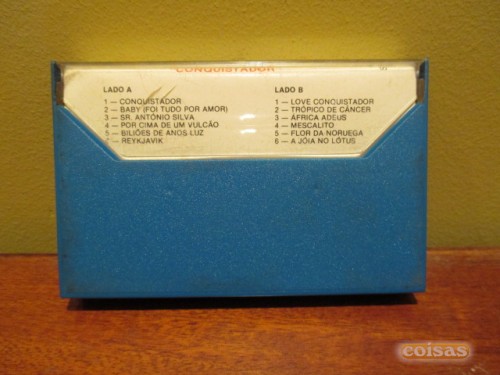 CONQUISTADOR
LADO A
1 — CONQUISTADOR
2 — BABY (FOI TUDO POR AMOR)
3 — SR. ANTÓNIO SILVA
4 — POR CIMA DE UM VULCÃO
5 — BILIÕES DE ANOS LUZ
— REYKJAVIK
LADO B
1 — LOVE CONQUISTADOR
2 — TRÓPICO DE CÂNCER
3 — ÁFRICA ADEUS
4 — MESCALITO
5 — FLOR DA NORUEGA
6 — A JÓIA NO LÓTUS
coisas